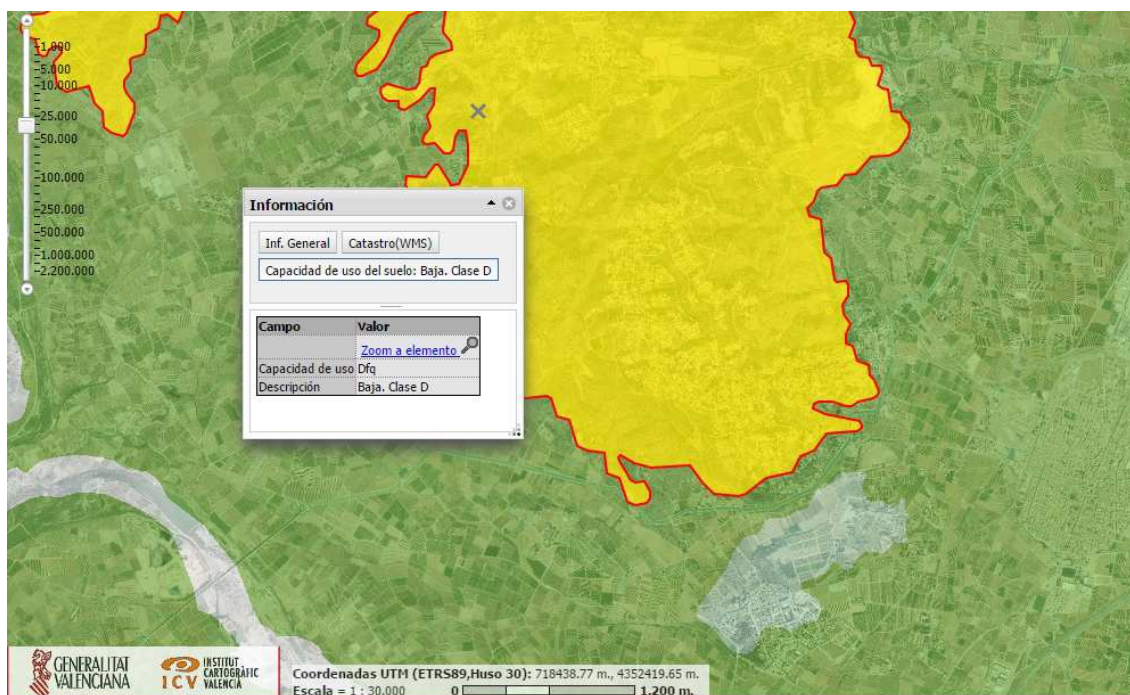 -1.000
-5.000
-10.000
-25.000
-50.000
-100.000
-250.000
-500.000
-1.000.000
-2.200.000
Información
Inf. General Catastro(WMS)
Capacidad de uso del suelo: Baja. Clase D
Campo Valor
Zoom a elemento
Capacidad de uso Dfq
Descripción Baja. Clase D
GENERALITAT
VALENCIANA
ICV
INSTITUT
CARTOGRÀFIC
VALENCIÀ
Coordenadas UTM (ETRS89,Huso 30): 718438.77 m., 4352419.65 m.
Escala = 1 : 30.000 0 1.200 m.